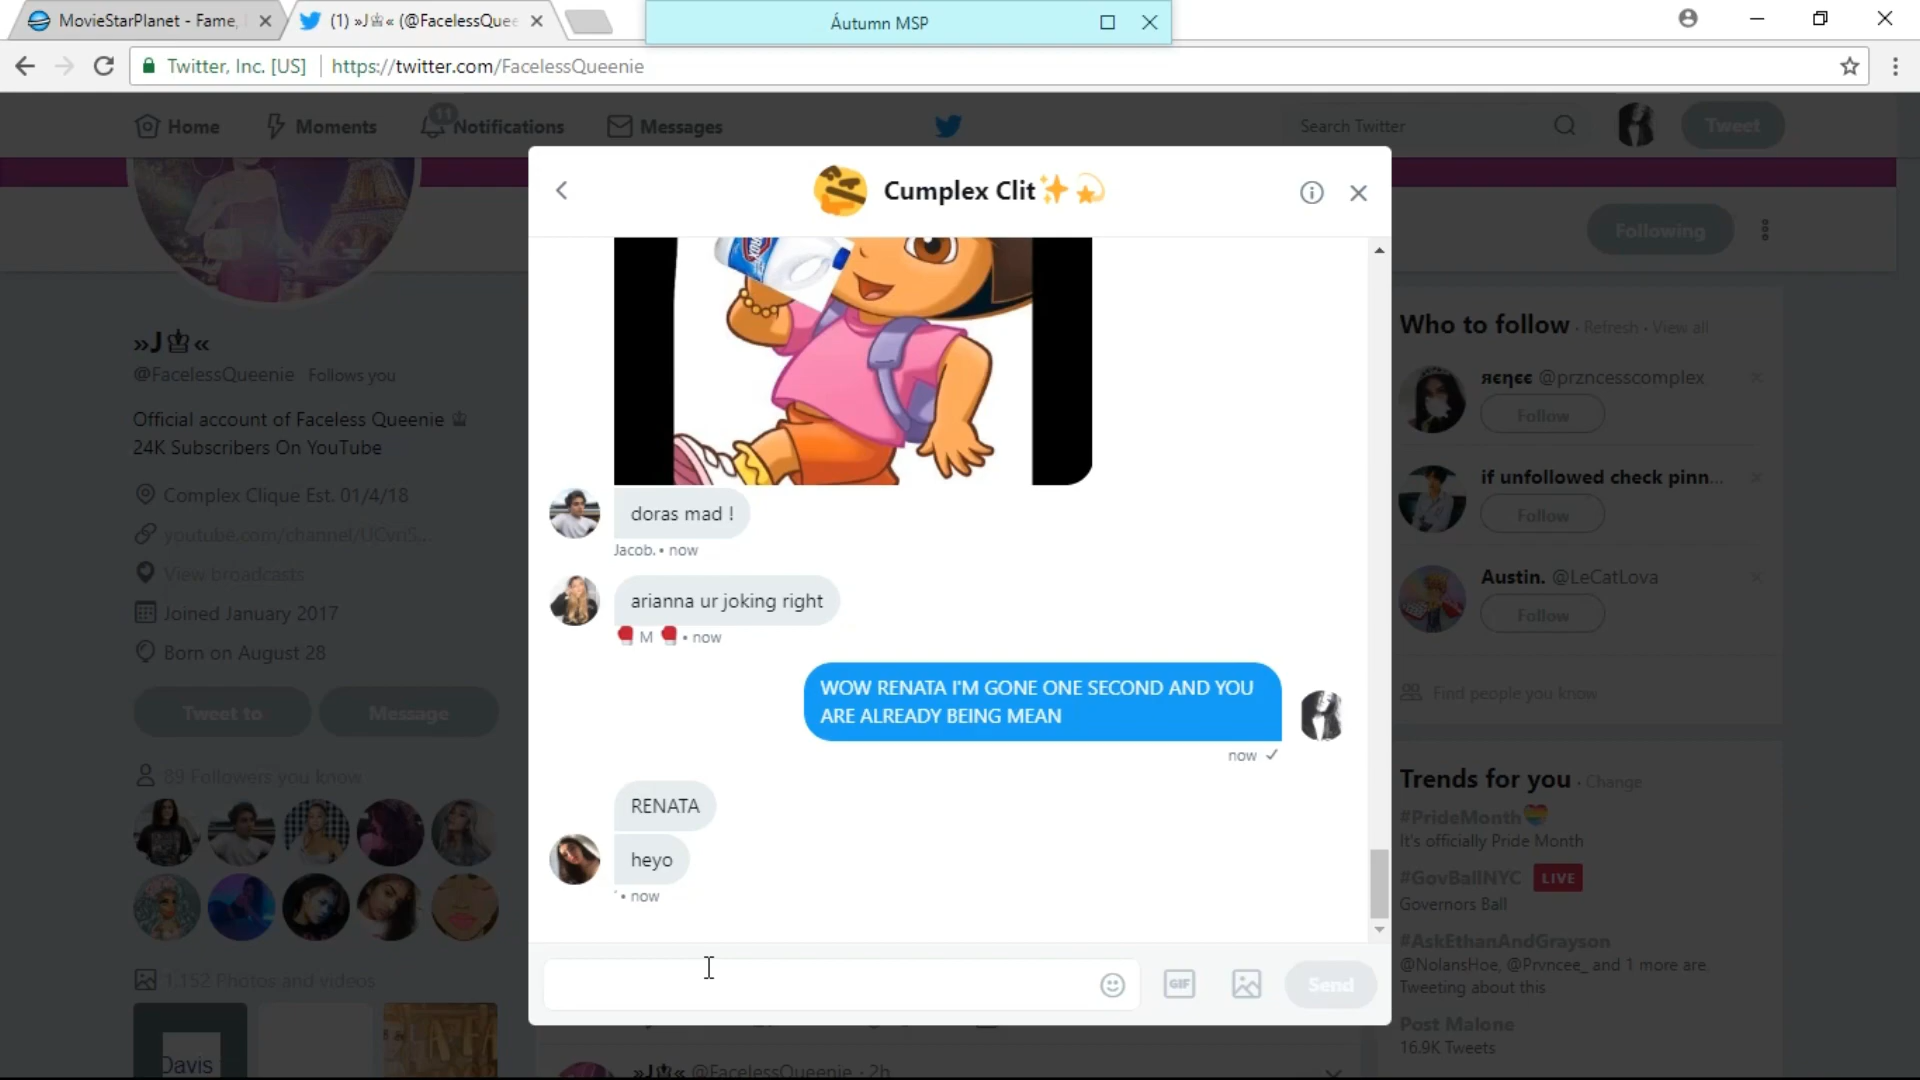 MovieStarPlanet - Fame,
(1) »J♔« (@FacelessQuee
Áutumn MSP
Twitter, Inc. [US]
https://twitter.com/FacelessQueenie
Home
Moments
11
Notifications
Messages
Search Twitter
Tweet
Cumplex Clit✨💫
Following
»J♔«
@FacelessQueenie Follows you
Official account of Faceless Queenie ♔
24K Subscribers On YouTube
Complex Clique Est. 01/4/18
View broadcasts
Joined January 2017
Born on August 28
Tweet to
Message
89 Followers you know
1,152 Photos and videos
Davis
doras mad !
Jacob. • now
arianna ur joking right
🥊 M 🥊 • now
WOW RENATA I'M GONE ONE SECOND AND YOU
ARE ALREADY BEING MEAN
now ✓
RENATA
heyo
• now
GIF
Send
»J♔« @FacelessQueenie · 2h
Who to follow · Refresh · View all
яєηєє @przncesscomplex
Follow
if unfollowed check pinn...
Follow
Austin. @LeCatLova
Follow
Find people you know
Trends for you · Change
#PrideMonth
It's officially Pride Month
#GovBallNYC LIVE
Governors Ball
#AskEthanAndGrayson
@NolansHoe, @Prvncee_ and 1 more are
Tweeting about this
Post Malone
16.9K Tweets